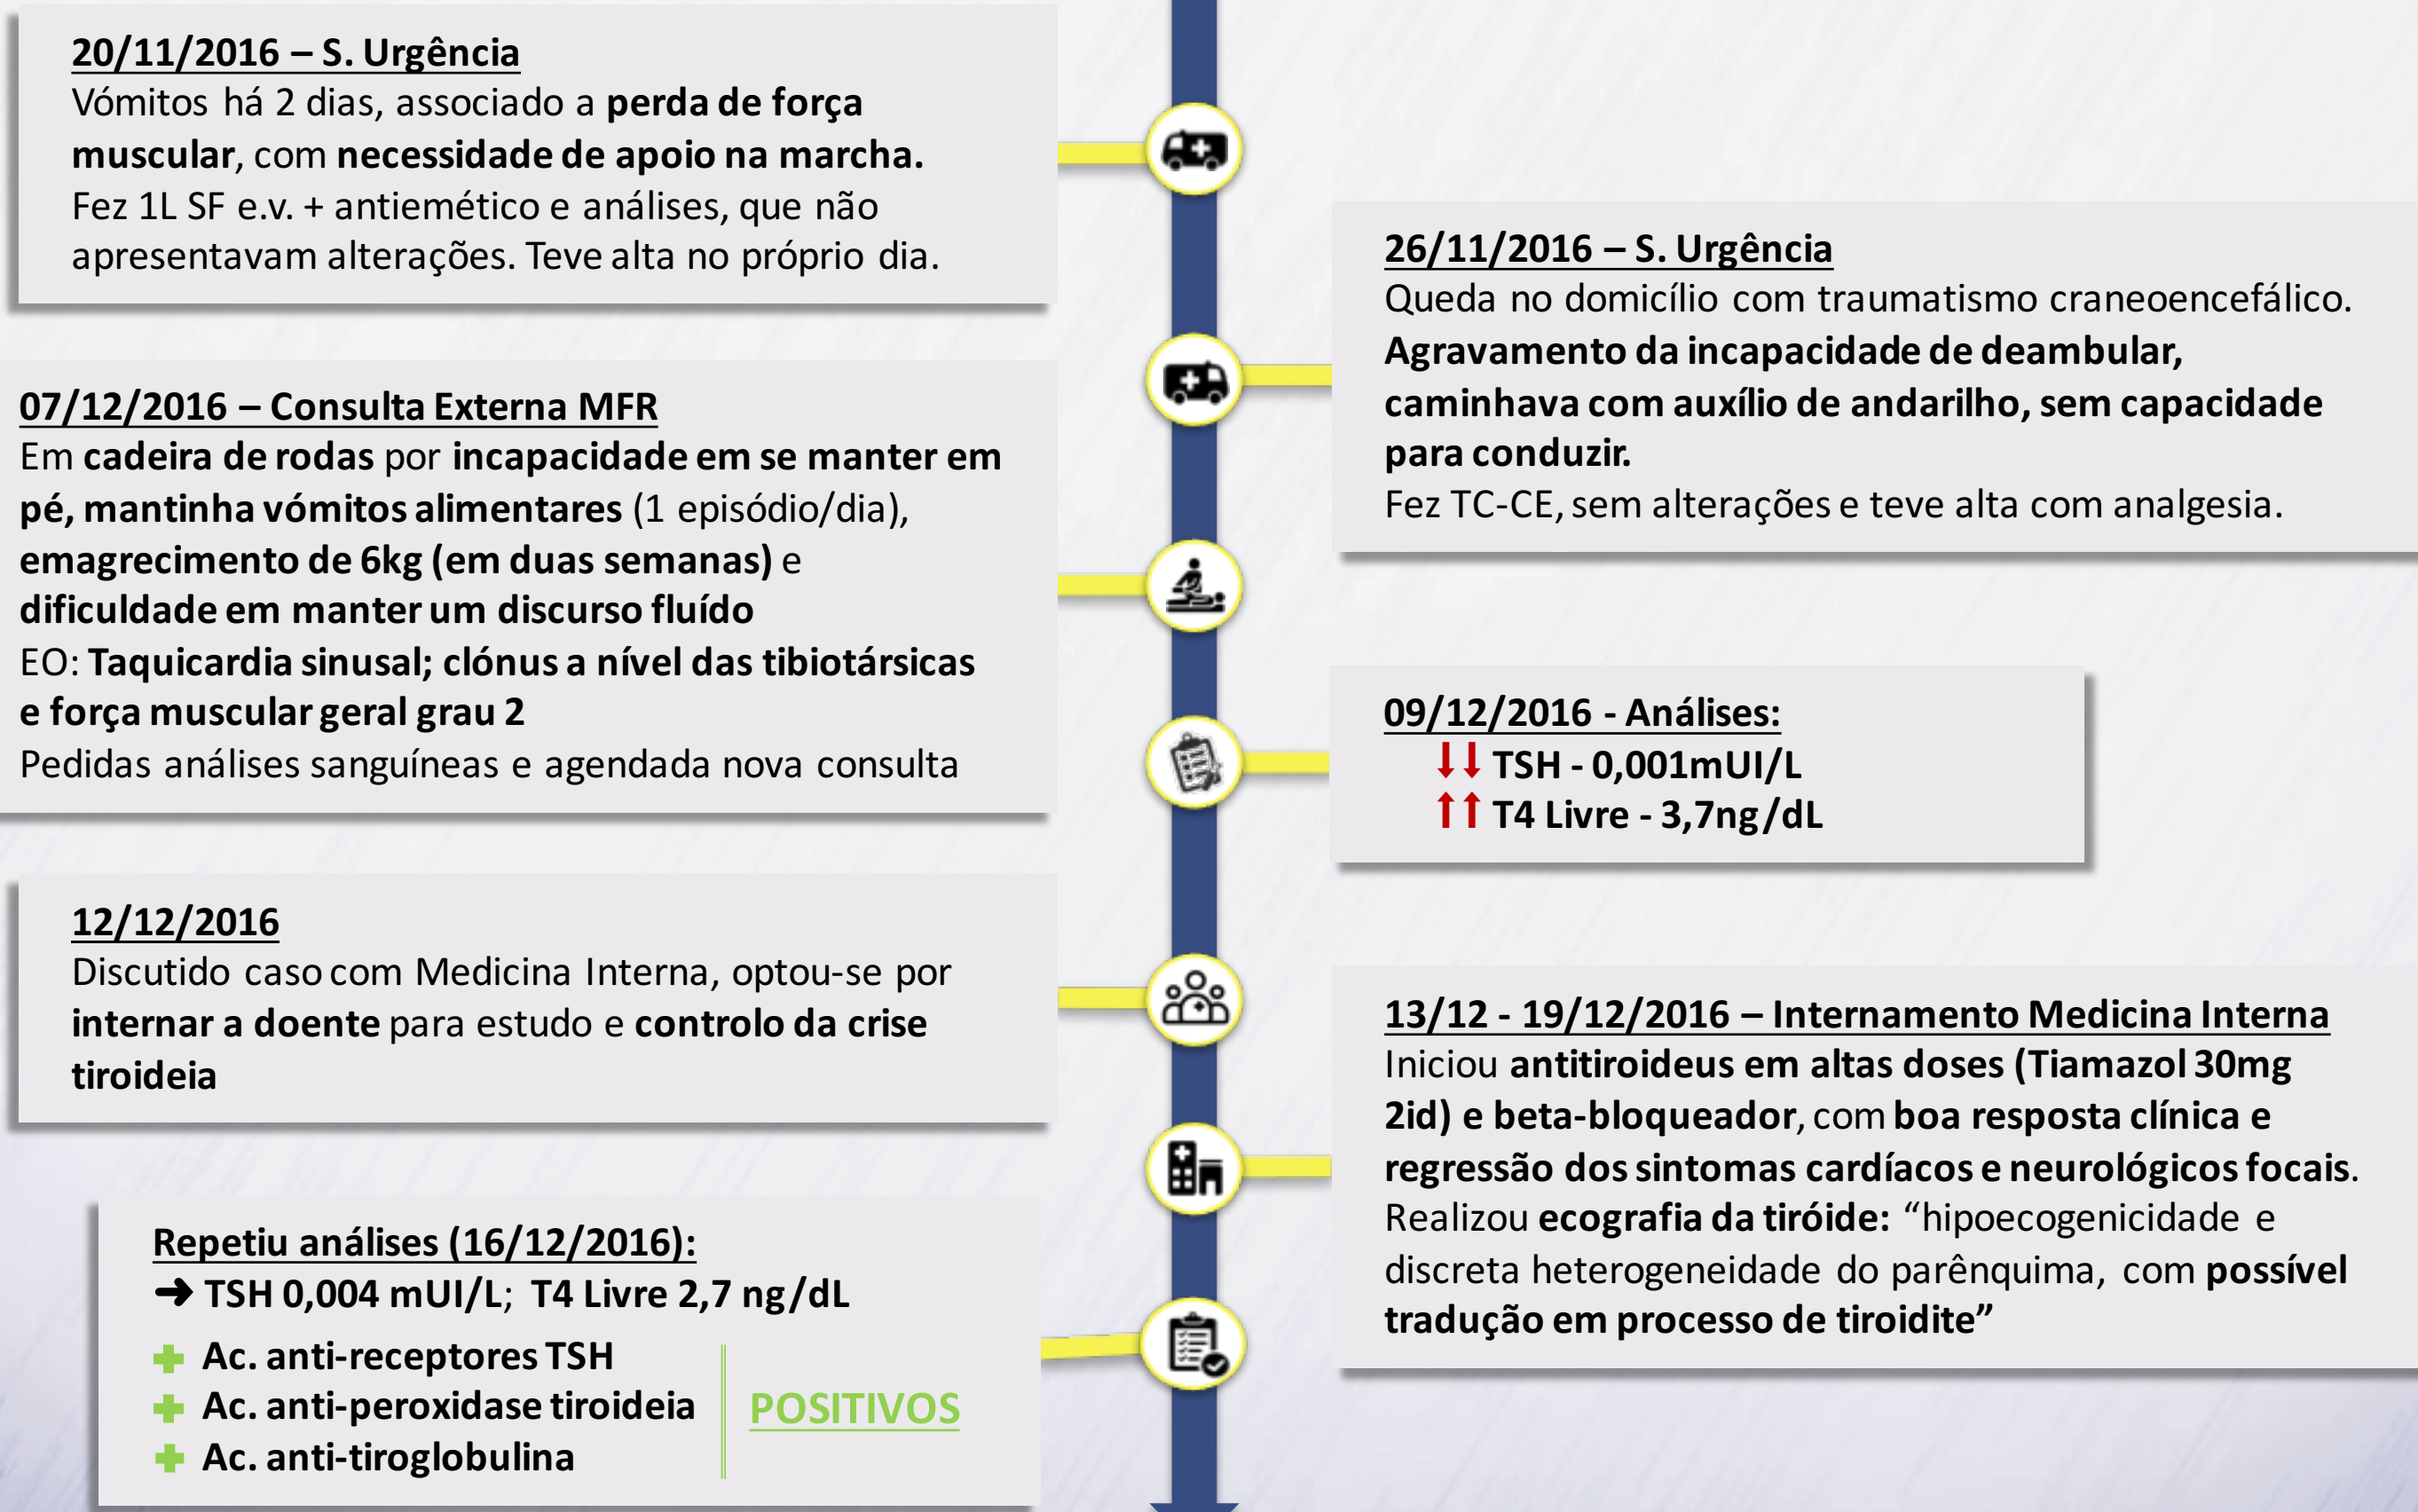 20/11/2016 – S. Urgência
Vómitos há 2 dias, associado a perda de força
muscular, com necessidade de apoio na marcha.
Fez 1L SF e.v. + antiemético e análises, que não
apresentavam alterações. Teve alta no próprio dia.
26/11/2016 – S. Urgência
Queda no domicílio com traumatismo craneoencefálico.
Agravamento da incapacidade de deambular,
caminhava com auxílio de andarilho, sem capacidade
para conduzir.
Fez TC-CE, sem alterações e teve alta com analgesia.
07/12/2016 – Consulta Externa MFR
Em cadeira de rodas por incapacidade em se manter em
pé, mantinha vómitos alimentares (1 episódio/dia),
emagrecimento de 6kg (em duas semanas) e
dificuldade em manter um discurso fluído
EO: Taquicardia sinusal; clónus a nível das tibiotársicas
e força muscular geral grau 2
Pedidas análises sanguíneas e agendada nova consulta
09/12/2016 - Análises:
↓↓ TSH - 0,001mUI/L
↑↑ T4 Livre - 3,7ng/dL
12/12/2016
Discutido caso com Medicina Interna, optou-se por
internar a doente para estudo e controlo da crise
tiroideia
13/12 - 19/12/2016 – Internamento Medicina Interna
Iniciou antitiroideus em altas doses (Tiamazol 30mg
2id) e beta-bloqueador, com boa resposta clínica e
regressão dos sintomas cardíacos e neurológicos focais.
Realizou ecografia da tiróide: “hipoecogenicidade e
discreta heterogeneidade do parênquima, com possível
tradução em processo de tiroidite”
Repetiu análises (16/12/2016):
➔ TSH 0,004 mUI/L; T4 Livre 2,7 ng/dL
✚ Ac. anti-receptores TSH
✚ Ac. anti-peroxidase tiroideia
POSITIVOS
✚ Ac. anti-tiroglobulina